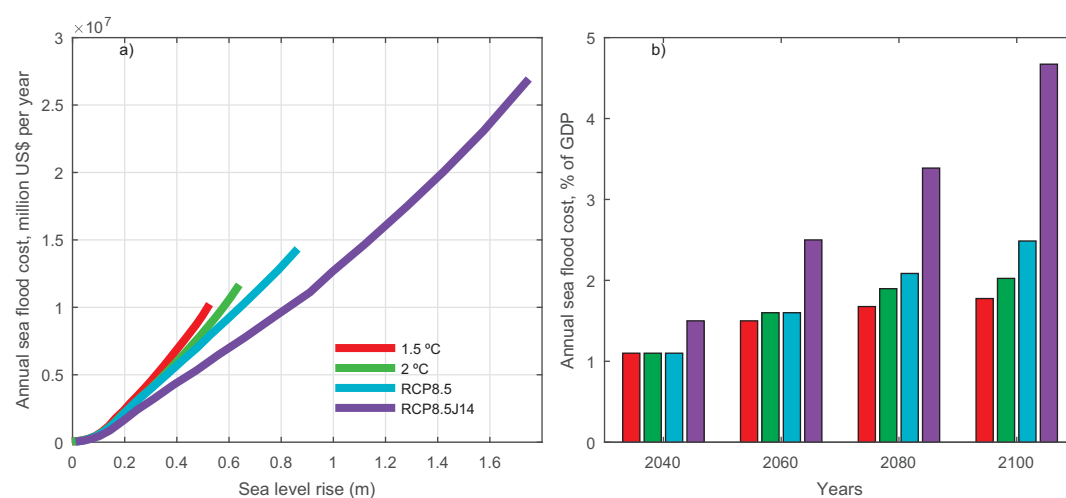 ×10⁷
a)
3
2.5
2
1.5
1
0.5
0
0 0.2 0.4 0.6 0.8 1 1.2 1.4 1.6
Annual sea flood cost, million US$ per year
Sea level rise (m)
1.5 ºC
2 ºC
RCP8.5
RCP8.5J14
b)
5
4
3
2
1
0
2040 2060 2080 2100
Annual sea flood cost, % of GDP
Years